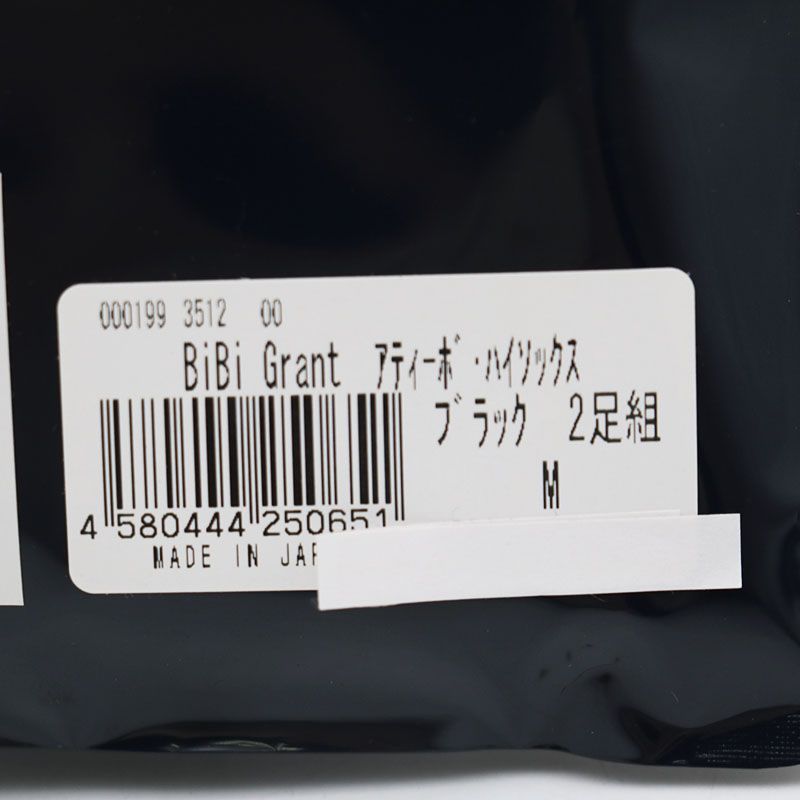 000199 3512 00
BiBi Grant アティーボ・ハイソックス
ブラック 2足組
M
4 580444 250651
MADE IN